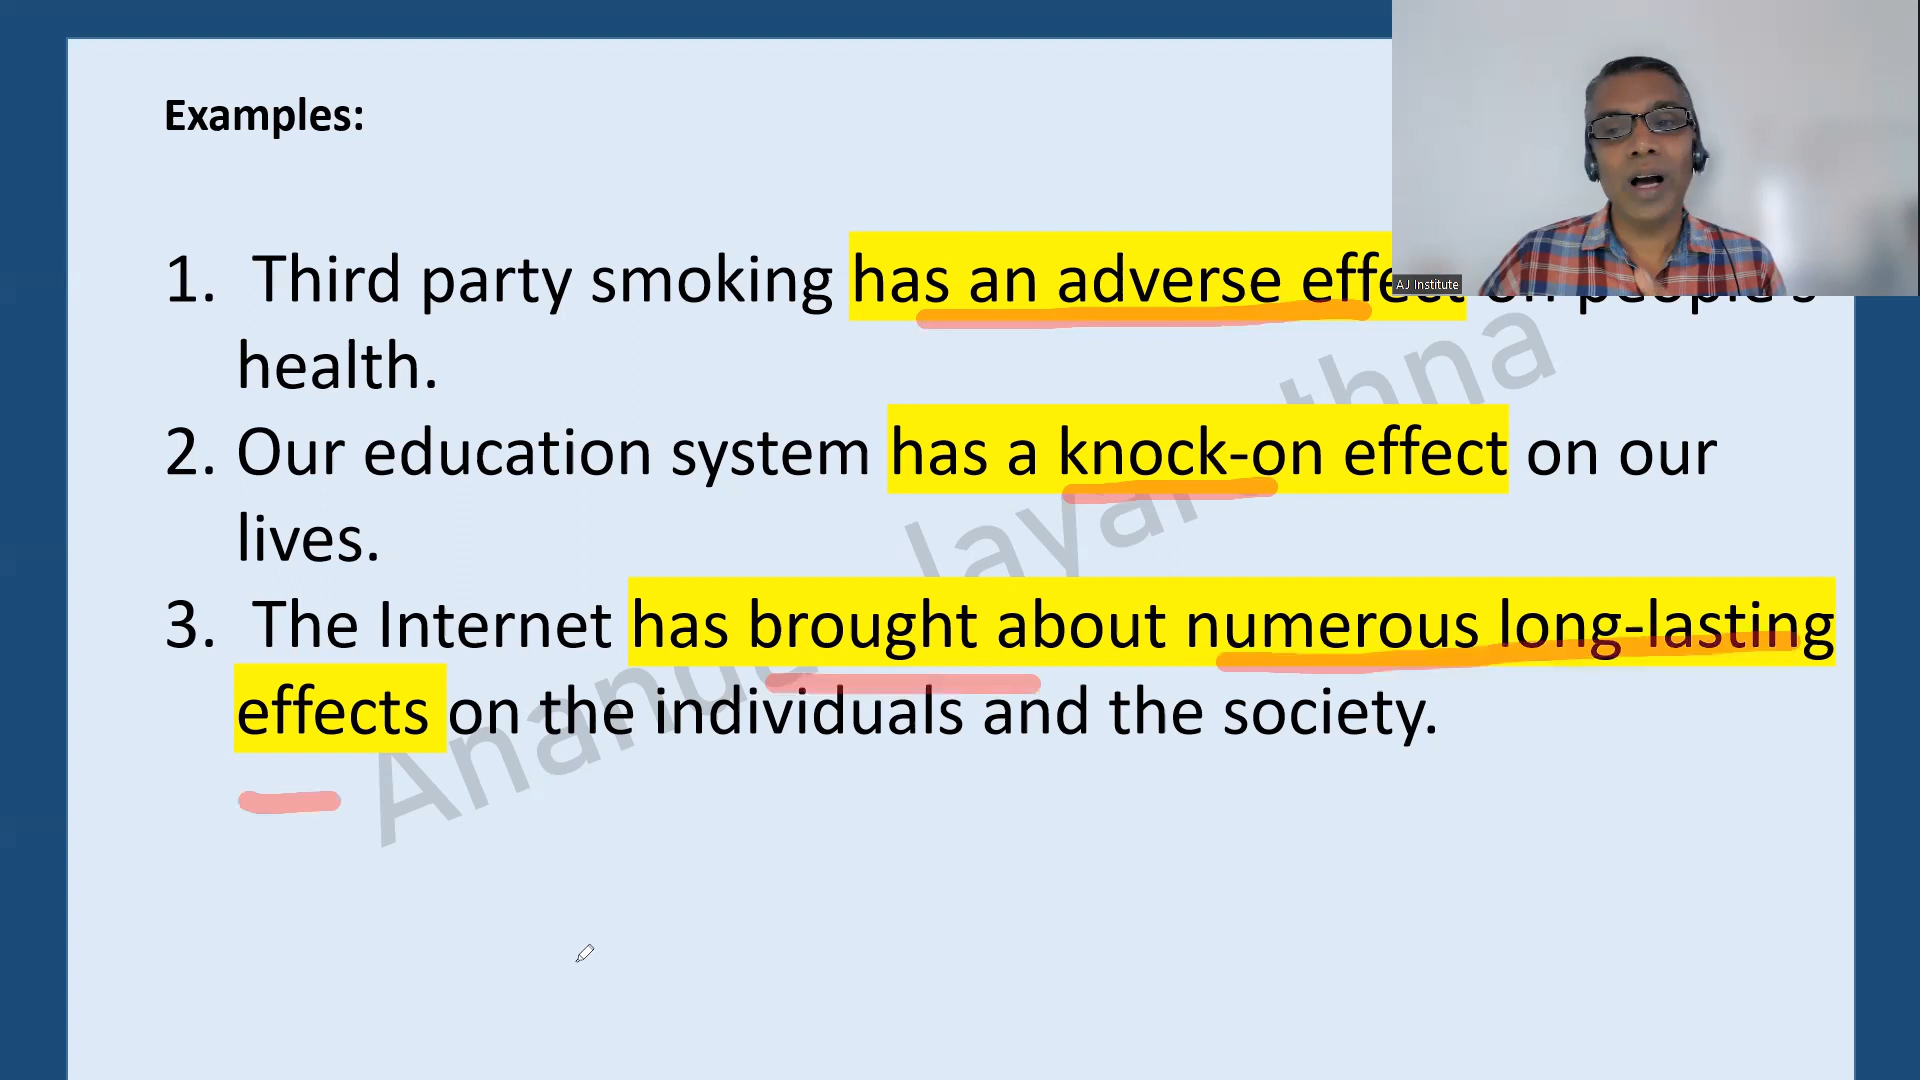 Examples:
AJ Institute
1. Third party smoking has an adverse effect on people's
health.
2. Our education system has a knock-on effect on our
lives.
3. The Internet has brought about numerous long-lasting
effects on the individuals and the society.